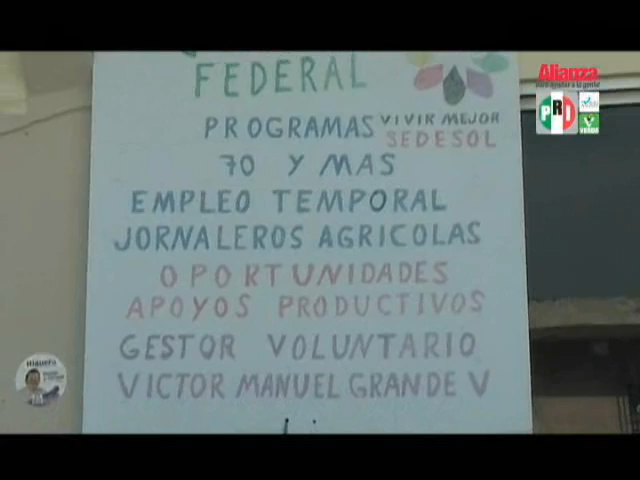 FEDERAL
PROGRAMAS VIVIR MEJOR
SEDESOL
70 Y MAS
EMPLEO TEMPORAL
JORNALEROS AGRICOLAS
OPORTUNIDADES
APOYOS PRODUCTIVOS
GESTOR VOLUNTARIO
VICTOR MANUEL GRANDE V
Alianza
PRI